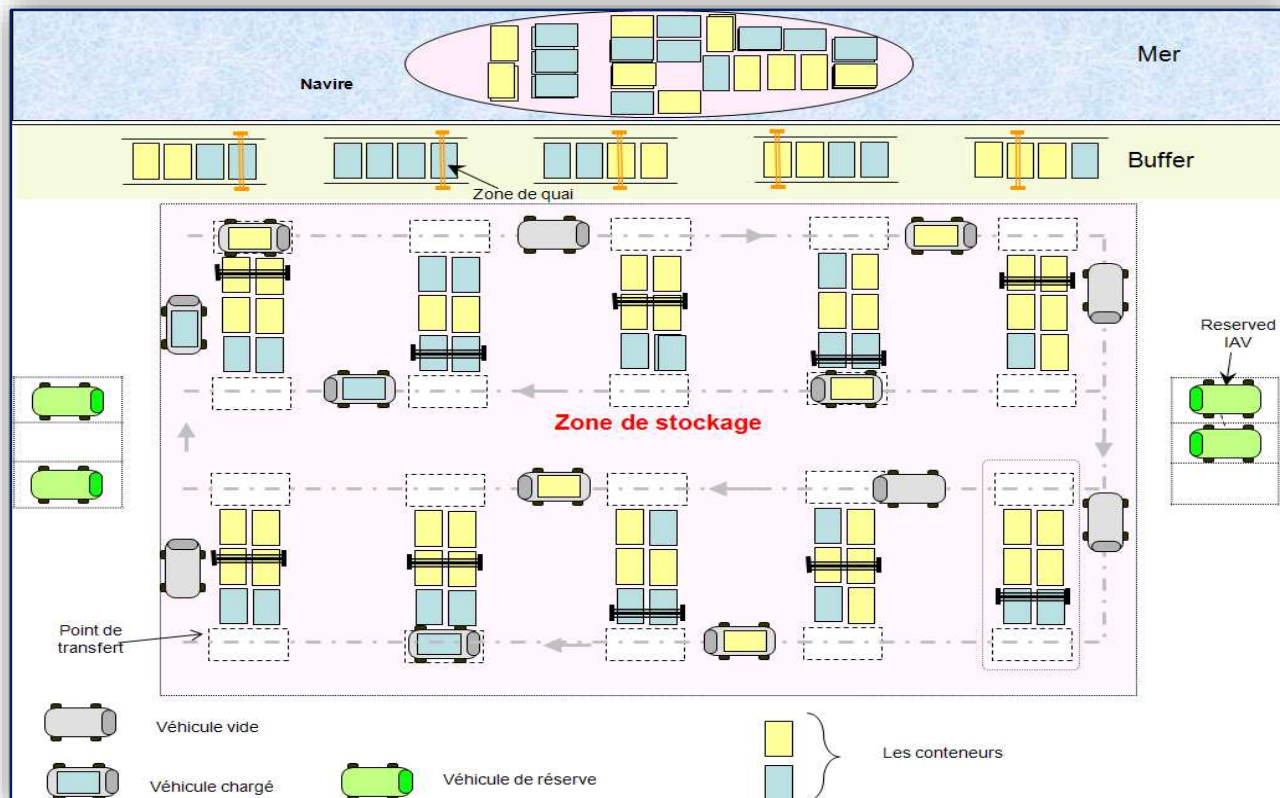 Mer
Navire
Buffer
Zone de quai
Reserved
IAV
Zone de stockage
Point de
transfert
Véhicule vide
Les conteneurs
Véhicule chargé
Véhicule de réserve